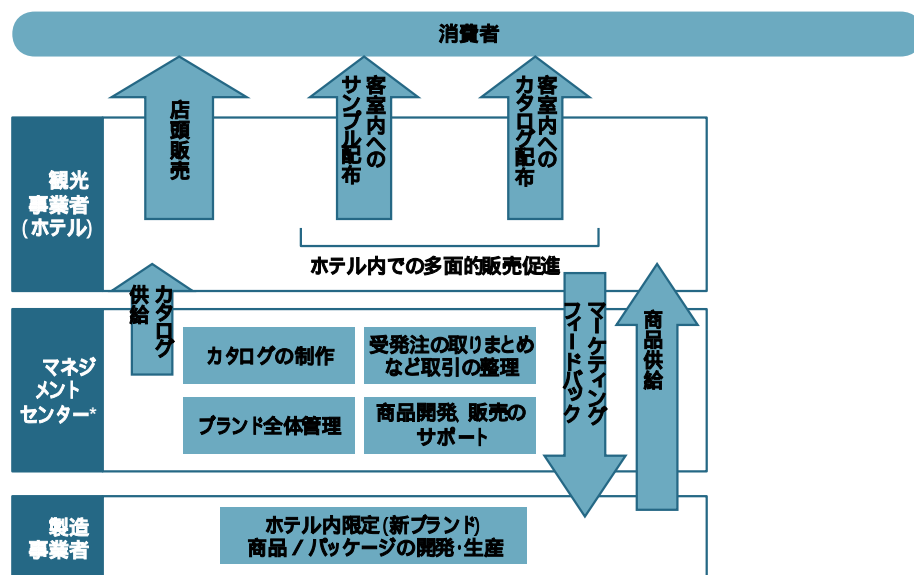 消費者
店頭販売
客室内への
サンプル配布
客室内への
カタログ配布
観光
事業者
(ホテル)
ホテル内での多面的販売促進
カタログ
供給
マーケティング
フィードバック
商品供給
マネジ
メント
センター*
カタログの制作
受発注の取りまとめ
など取引の整理
ブランド全体管理
商品開発、販売の
サポート
製造
事業者
ホテル内限定(新ブランド)
商品/パッケージの開発・生産